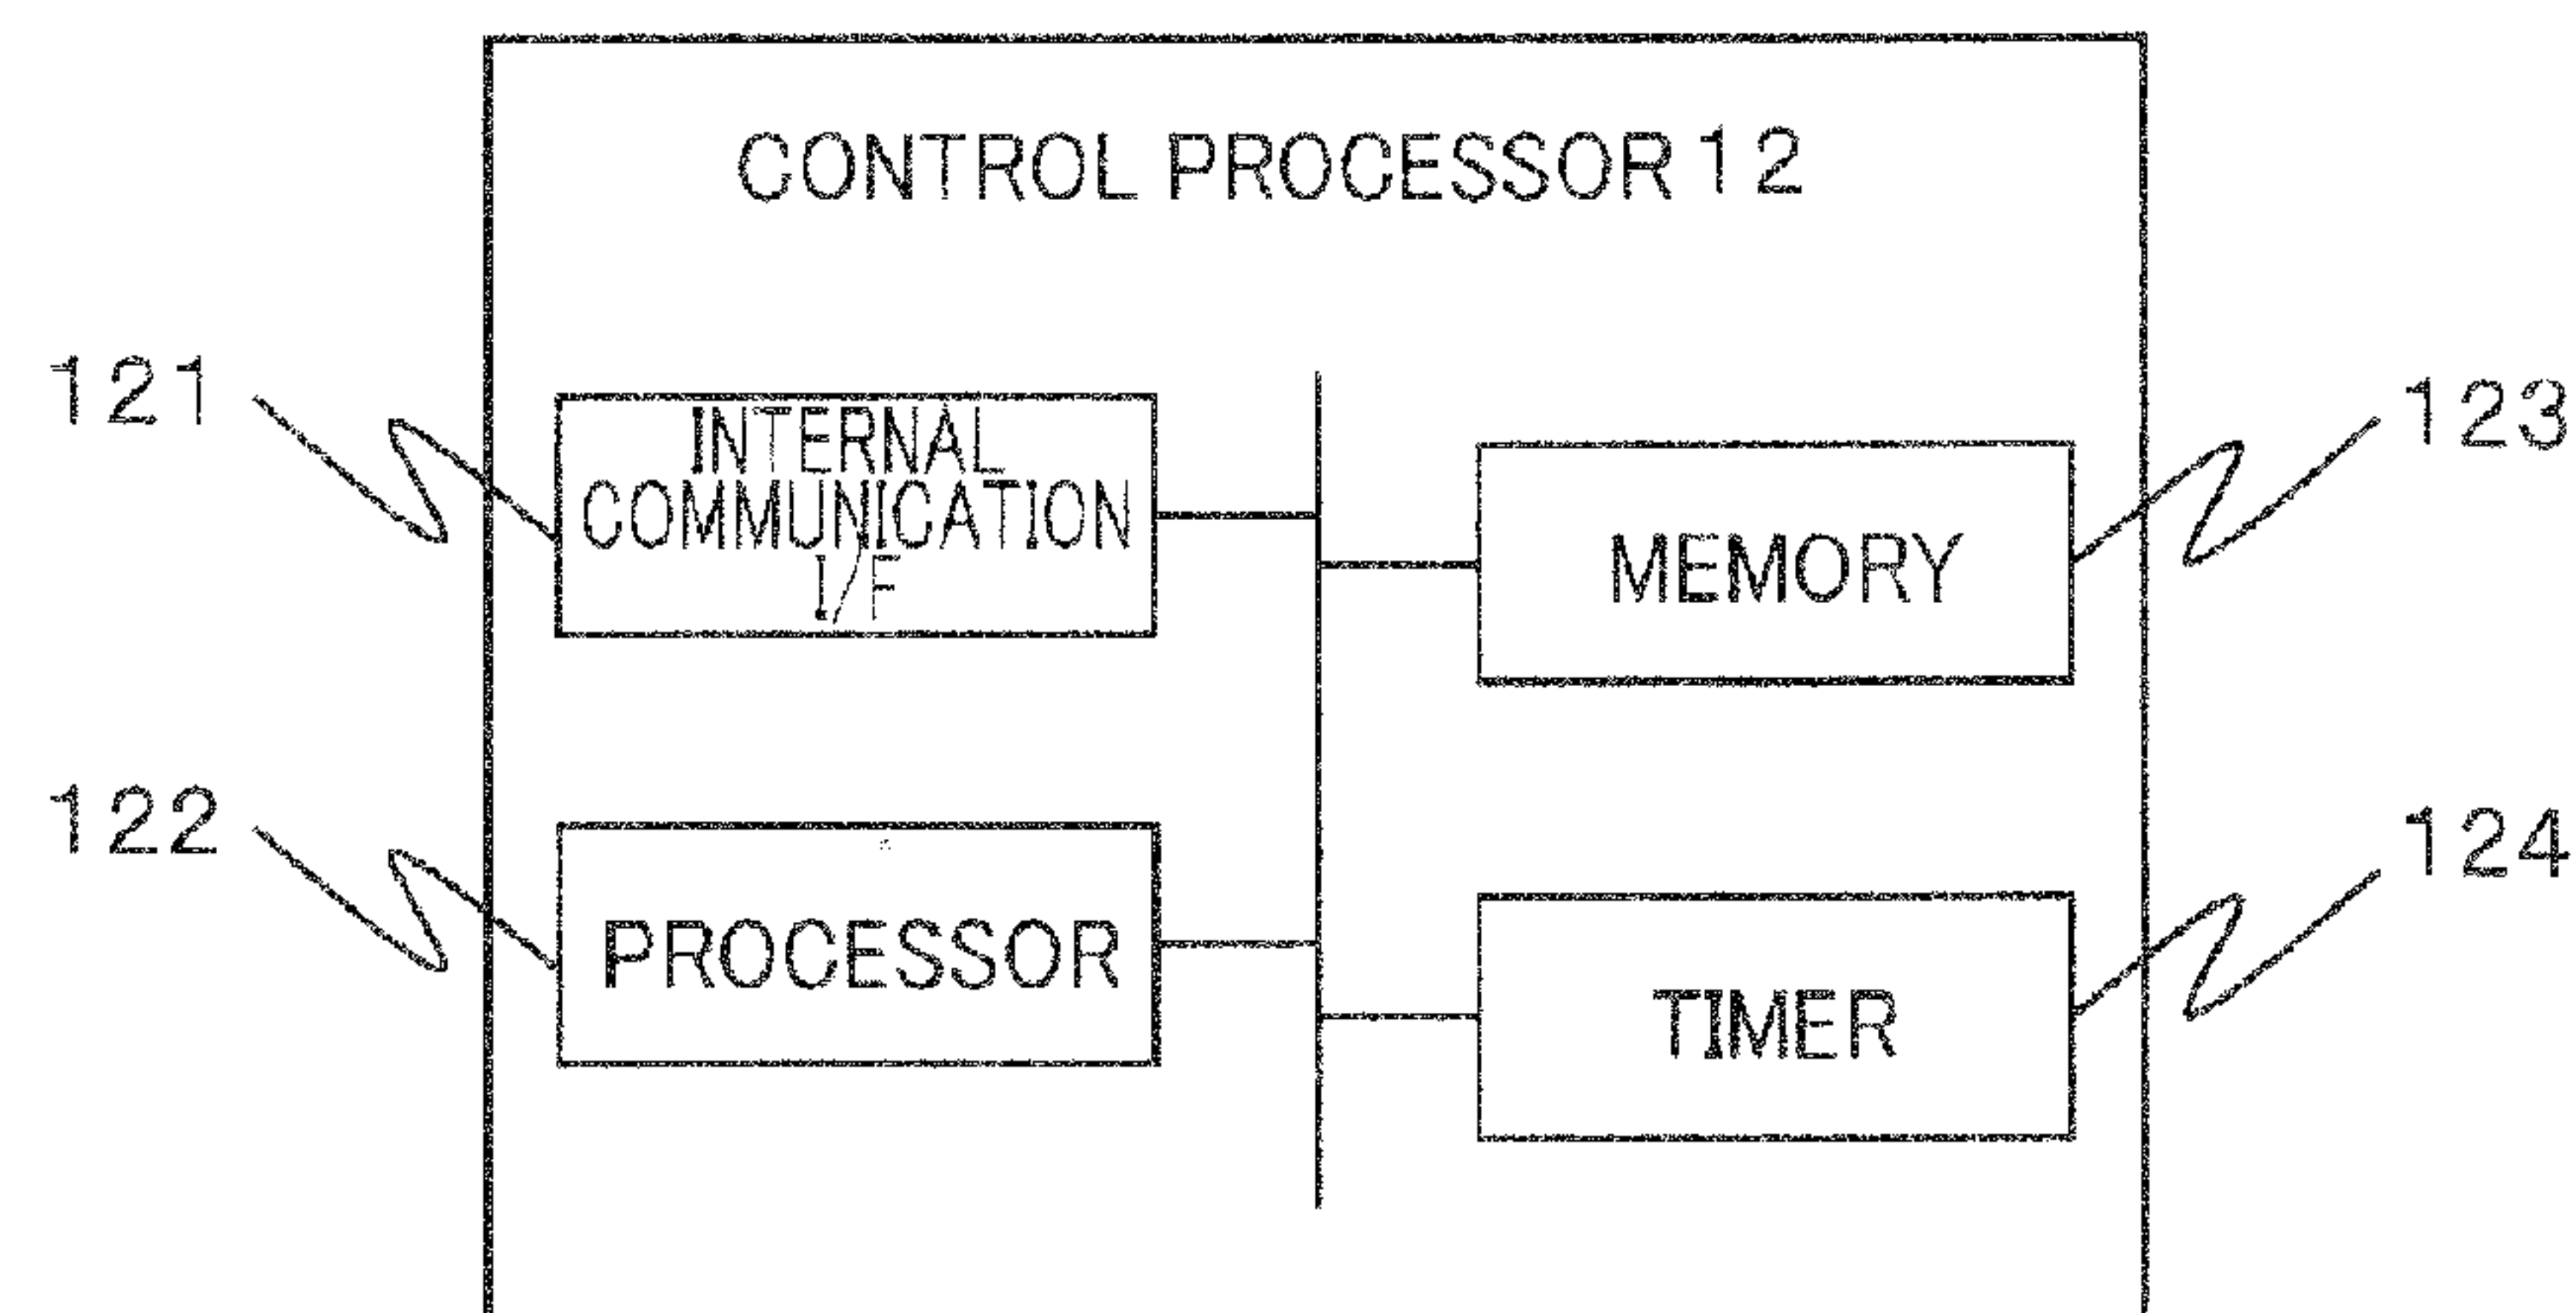 CONTROL PROCESSOR 12
121
INTERNAL
COMMUNICATION
I/F
123
MEMORY
122
PROCESSOR
124
TIMER